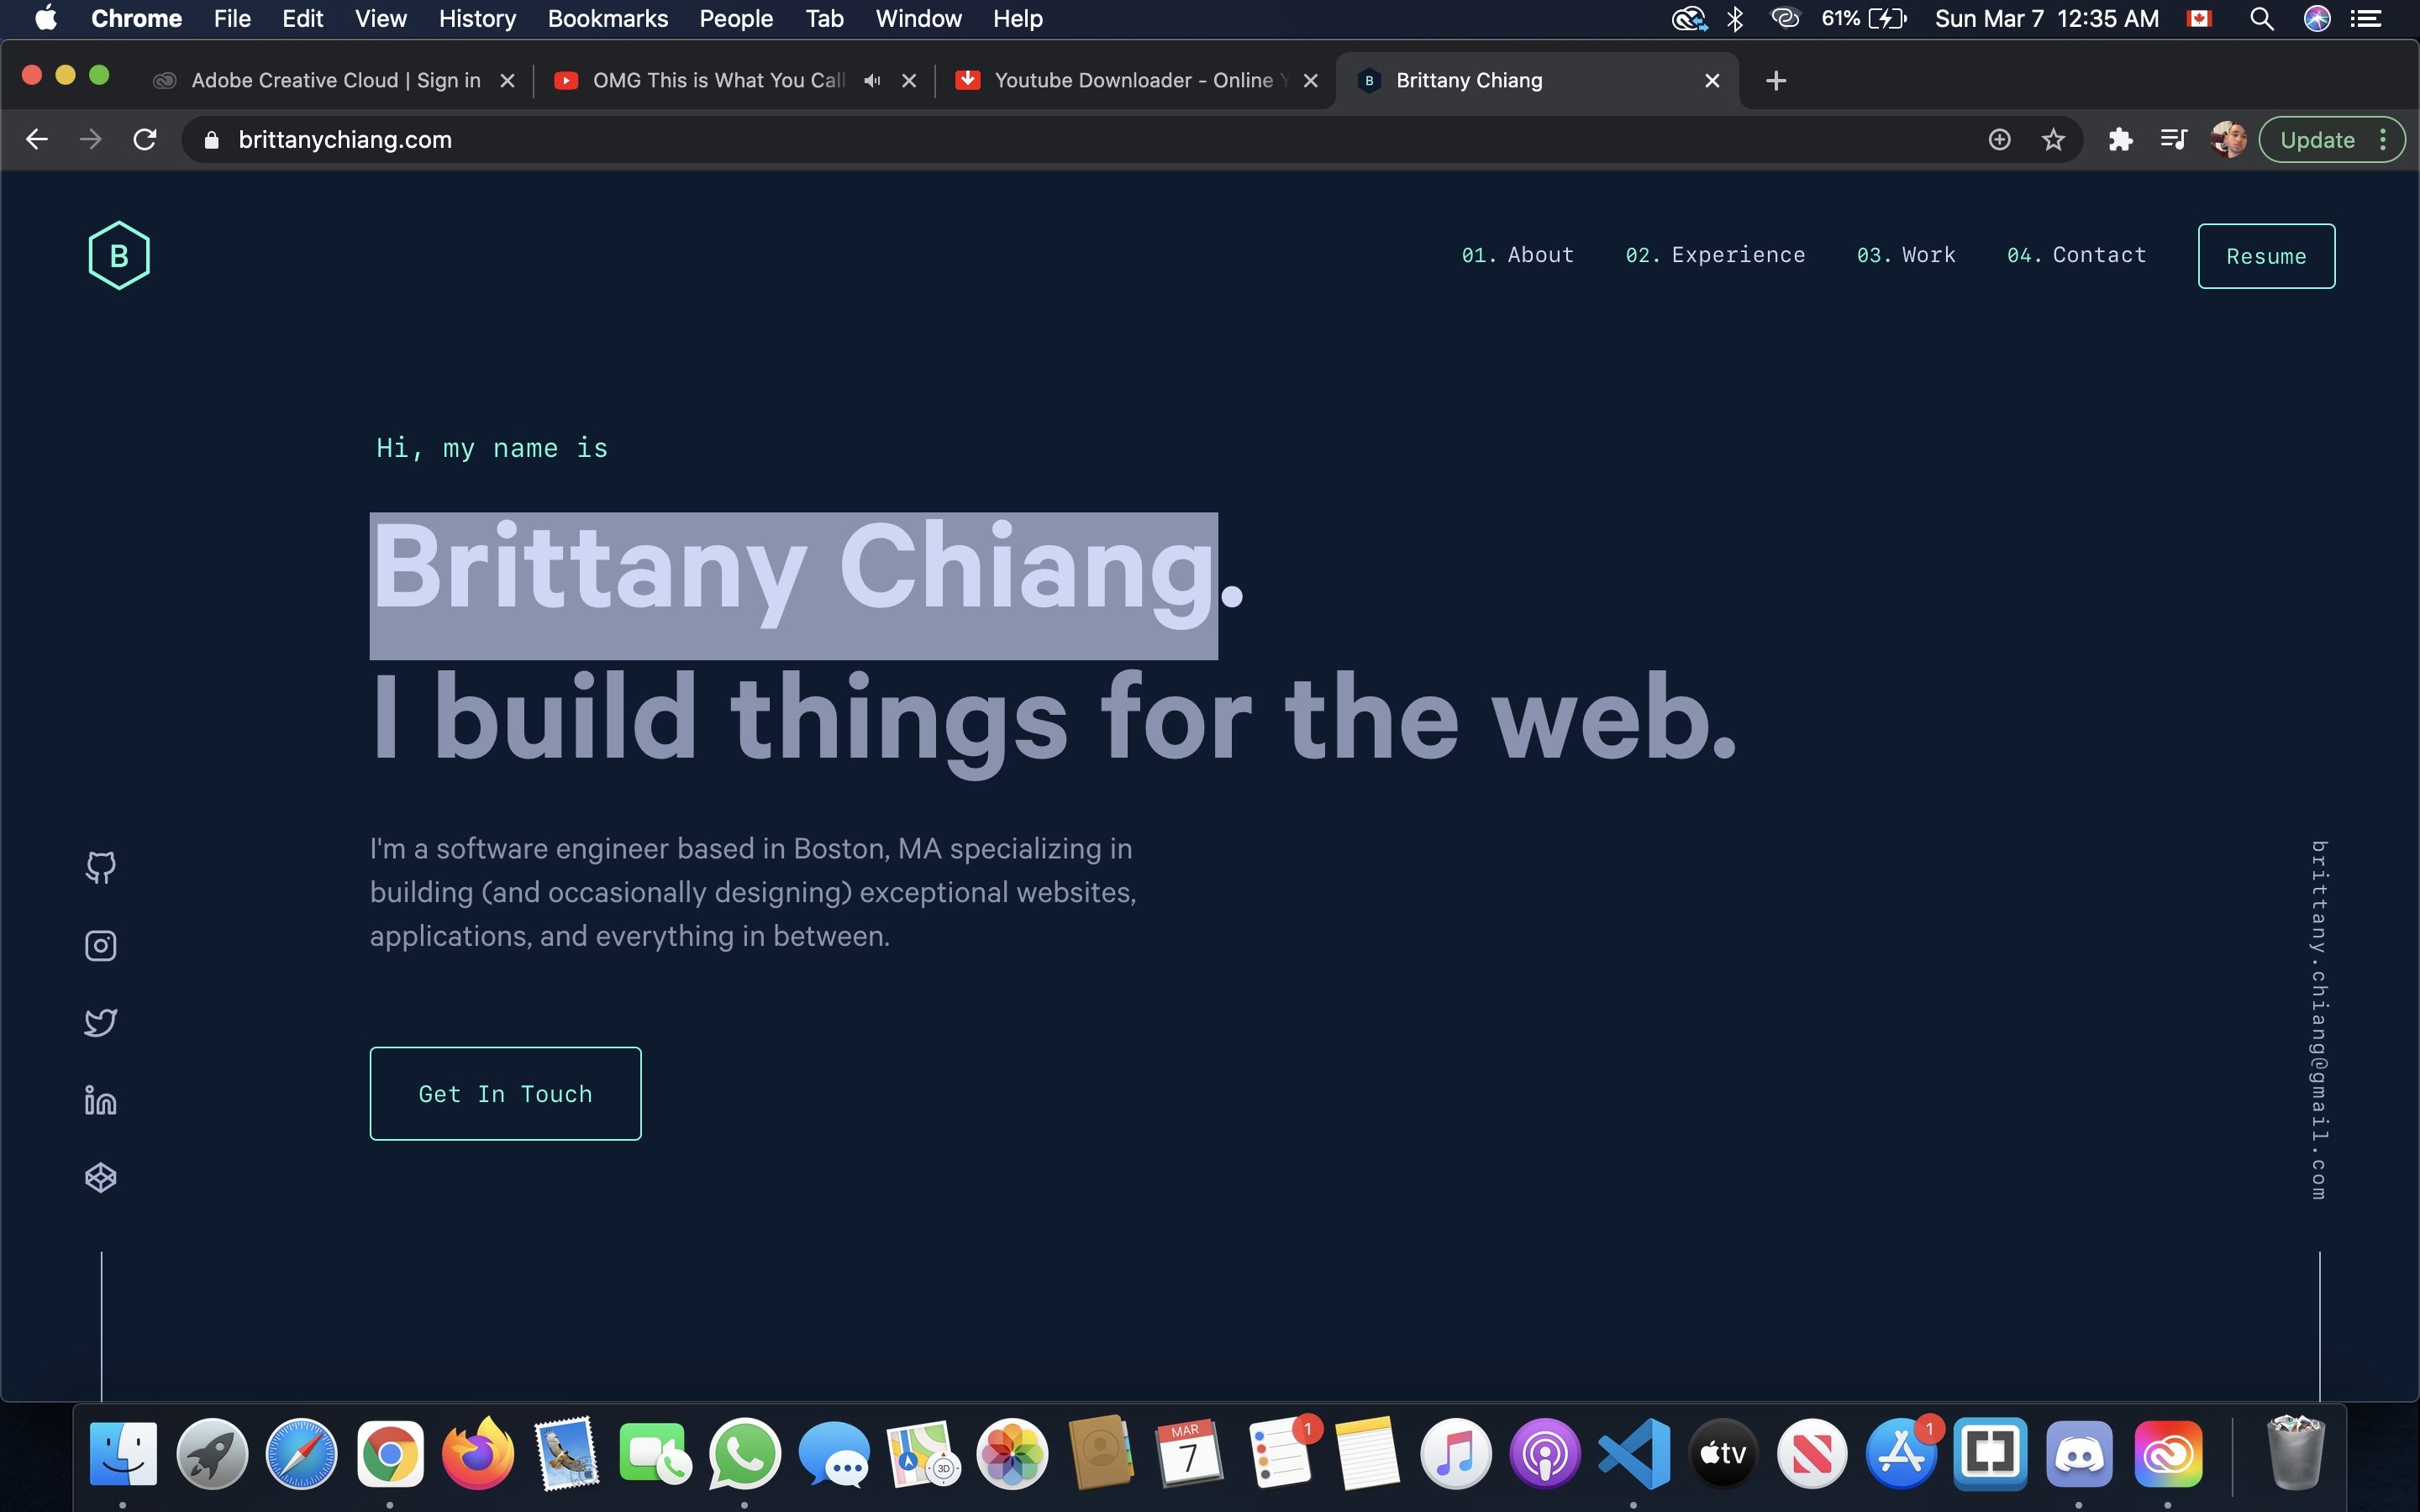 Chrome File Edit View History Bookmarks People Tab Window Help 61% Sun Mar 7 12:35 AM
Adobe Creative Cloud | Sign in OMG This is What You Call Youtube Downloader - Online Y Brittany Chiang
brittanychiang.com Update
B 01. About 02. Experience 03. Work 04. Contact Resume
Hi, my name is
Brittany Chiang.
I build things for the web.
I'm a software engineer based in Boston, MA specializing in
building (and occasionally designing) exceptional websites,
applications, and everything in between.
Get In Touch
brittany.chiang@gmail.com
3D
MAR
7
1
tv
1